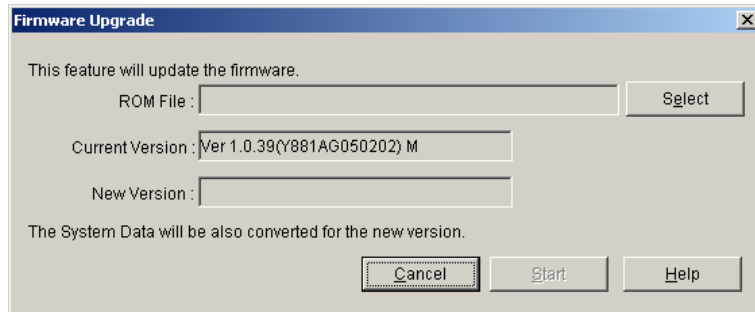 Firmware Upgrade
This feature will update the firmware.
ROM File :
Select
Current Version : Ver 1.0.39(Y881AG050202) M
New Version :
The System Data will be also converted for the new version.
Cancel Start Help